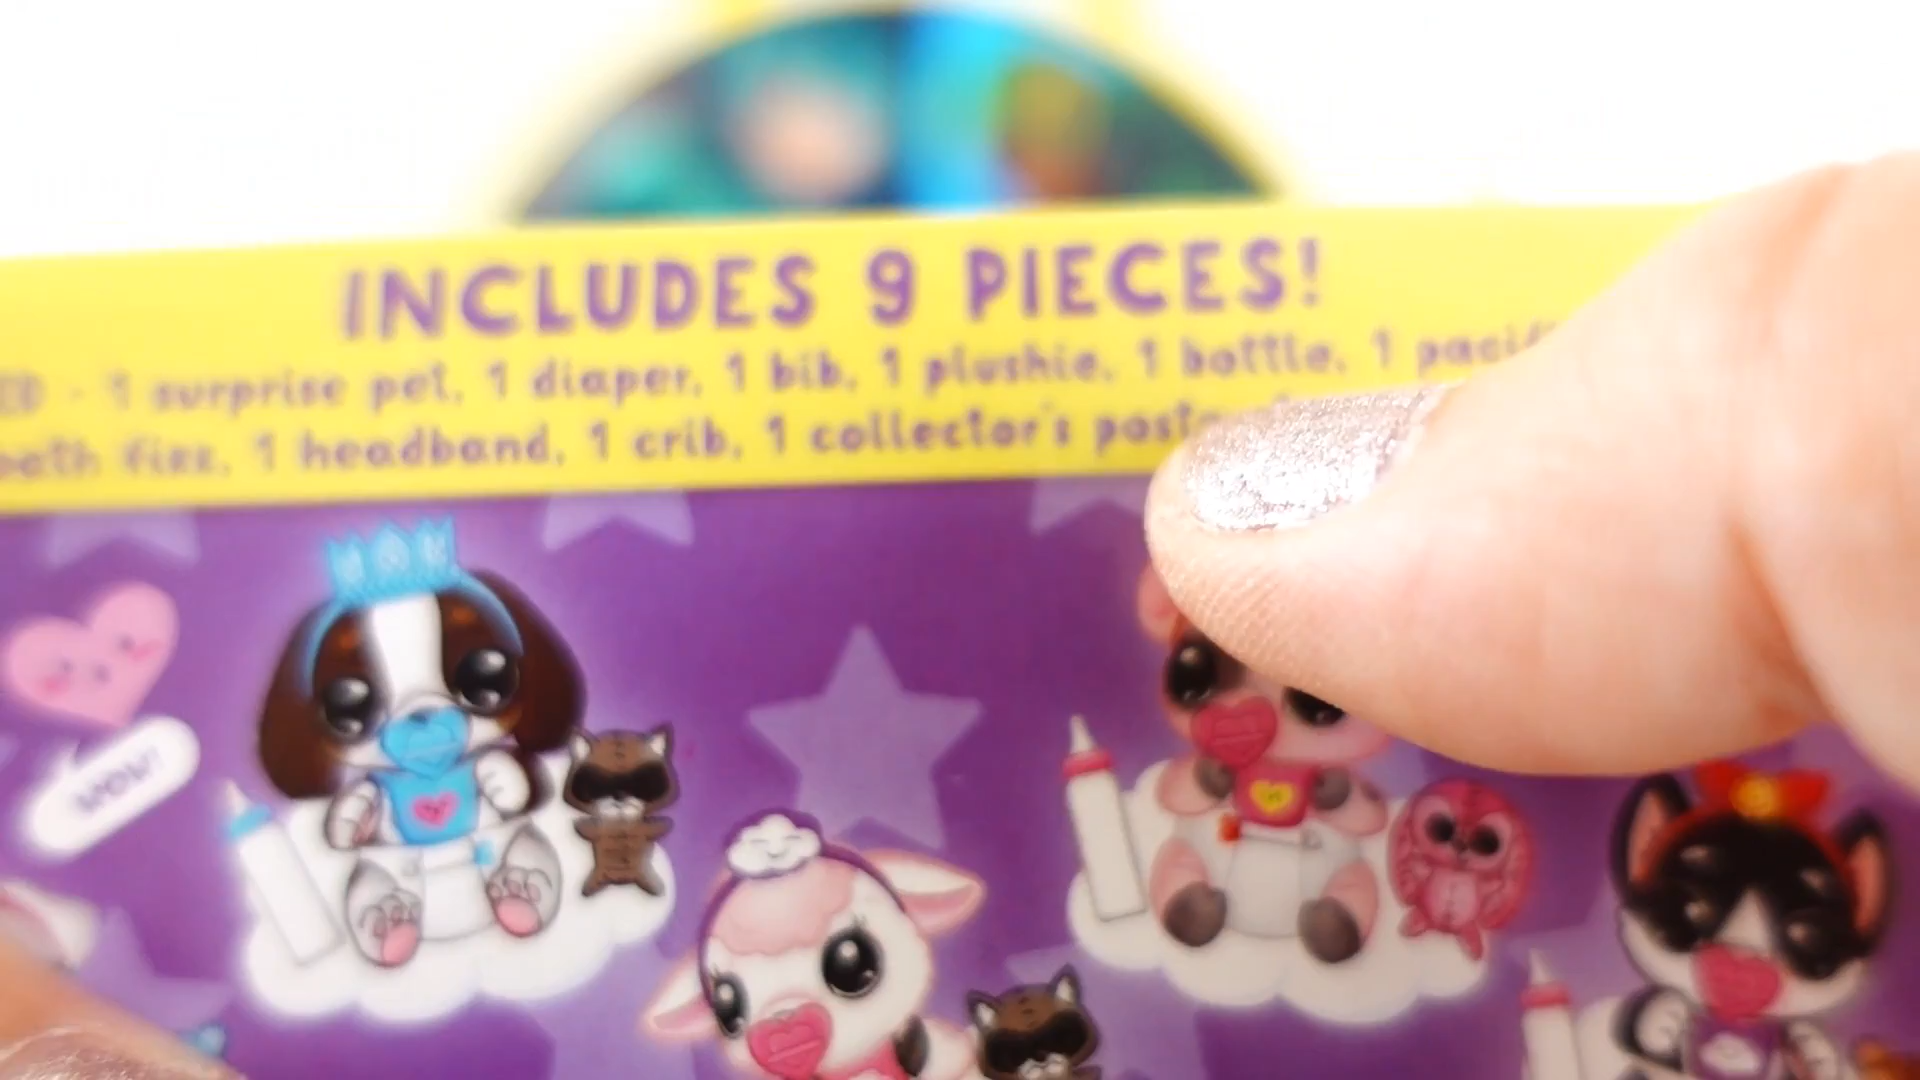 INCLUDES 9 PIECES!
- 1 surprise pet, 1 diaper, 1 bib, 1 plushie, 1 bottle, 1
fizz, 1 headband, 1 crib, 1 collector's
WOW!